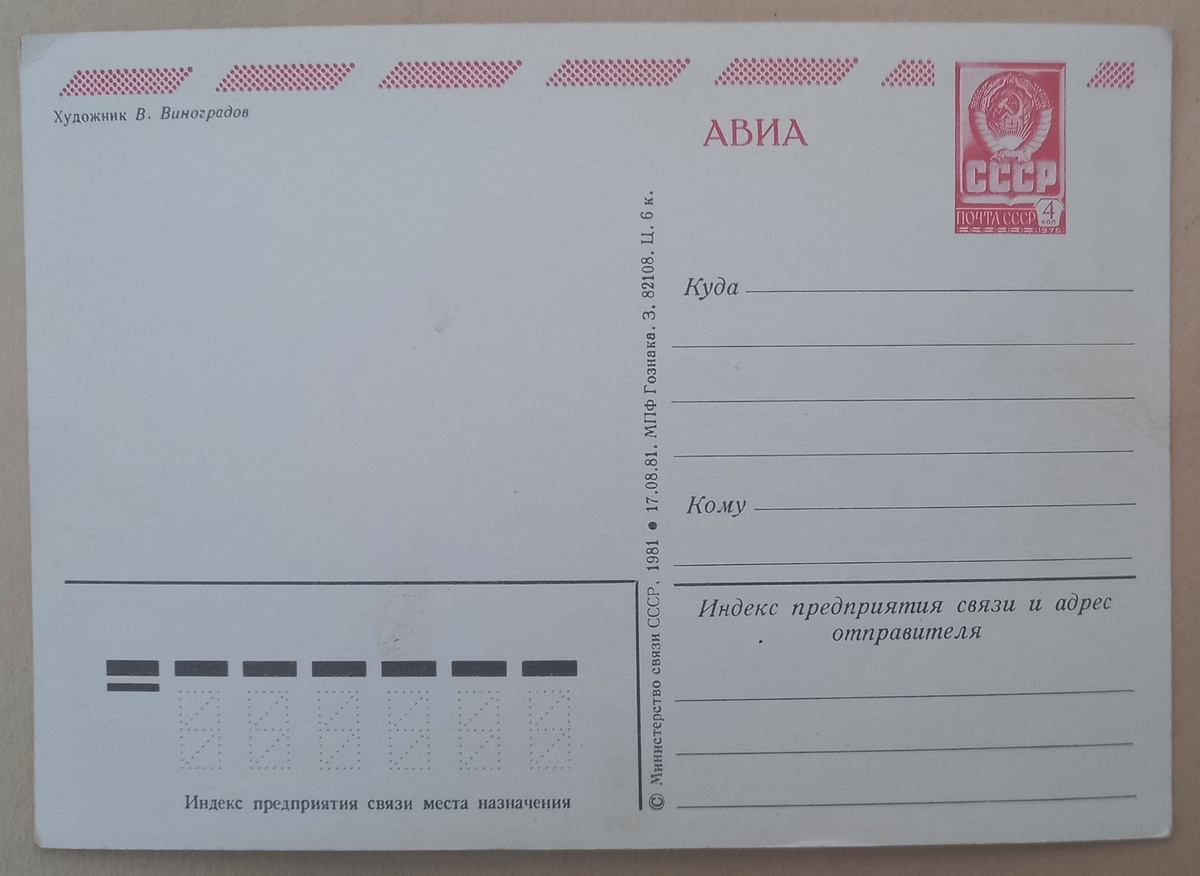 Художник В. Виноградов
АВИА
СССР
ПОЧТА СССР 4
коп
1976
Куда
Кому
Индекс предприятия связи и адрес
отправителя
© Министерство связи СССР, 1981 ● 17.08.81. МПФ Гознака. З. 82108. Ц. 6 к.
Индекс предприятия связи места назначения